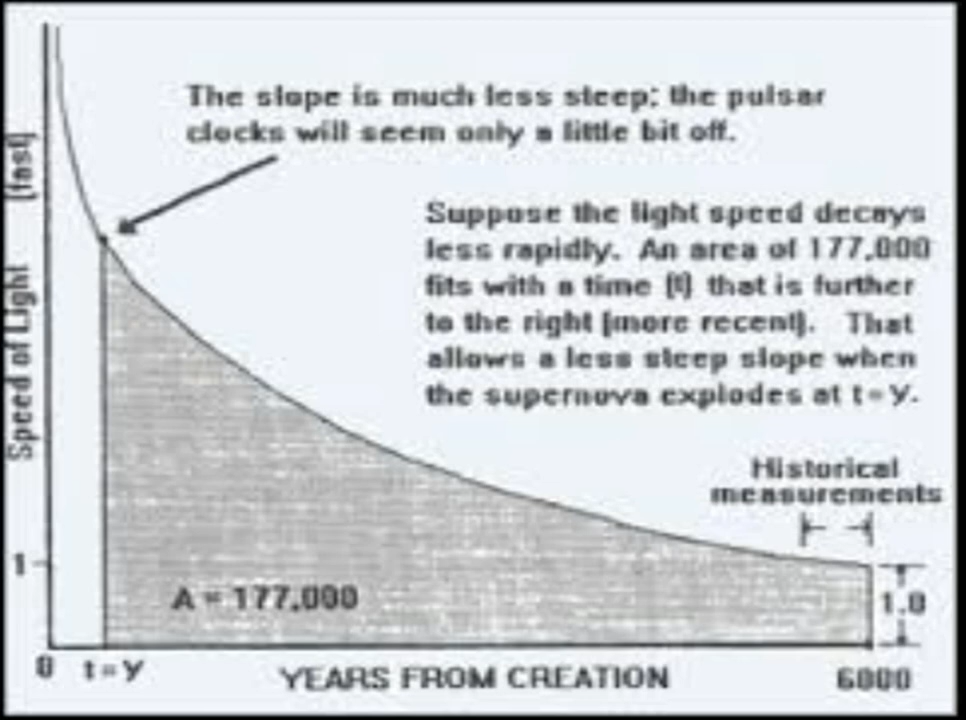 The slope is much less steep; the pulsar
clocks will seem only a little bit off.
Suppose the light speed decays
less rapidly. An area of 177,000
fits with a time (t) that is further
to the right (more recent). That
allows a less steep slope when
the supernova explodes at t=y.
Historical
measurements
Speed of Light (fast)
1
1.0
A = 177,000
0
t=y
YEARS FROM CREATION
6000